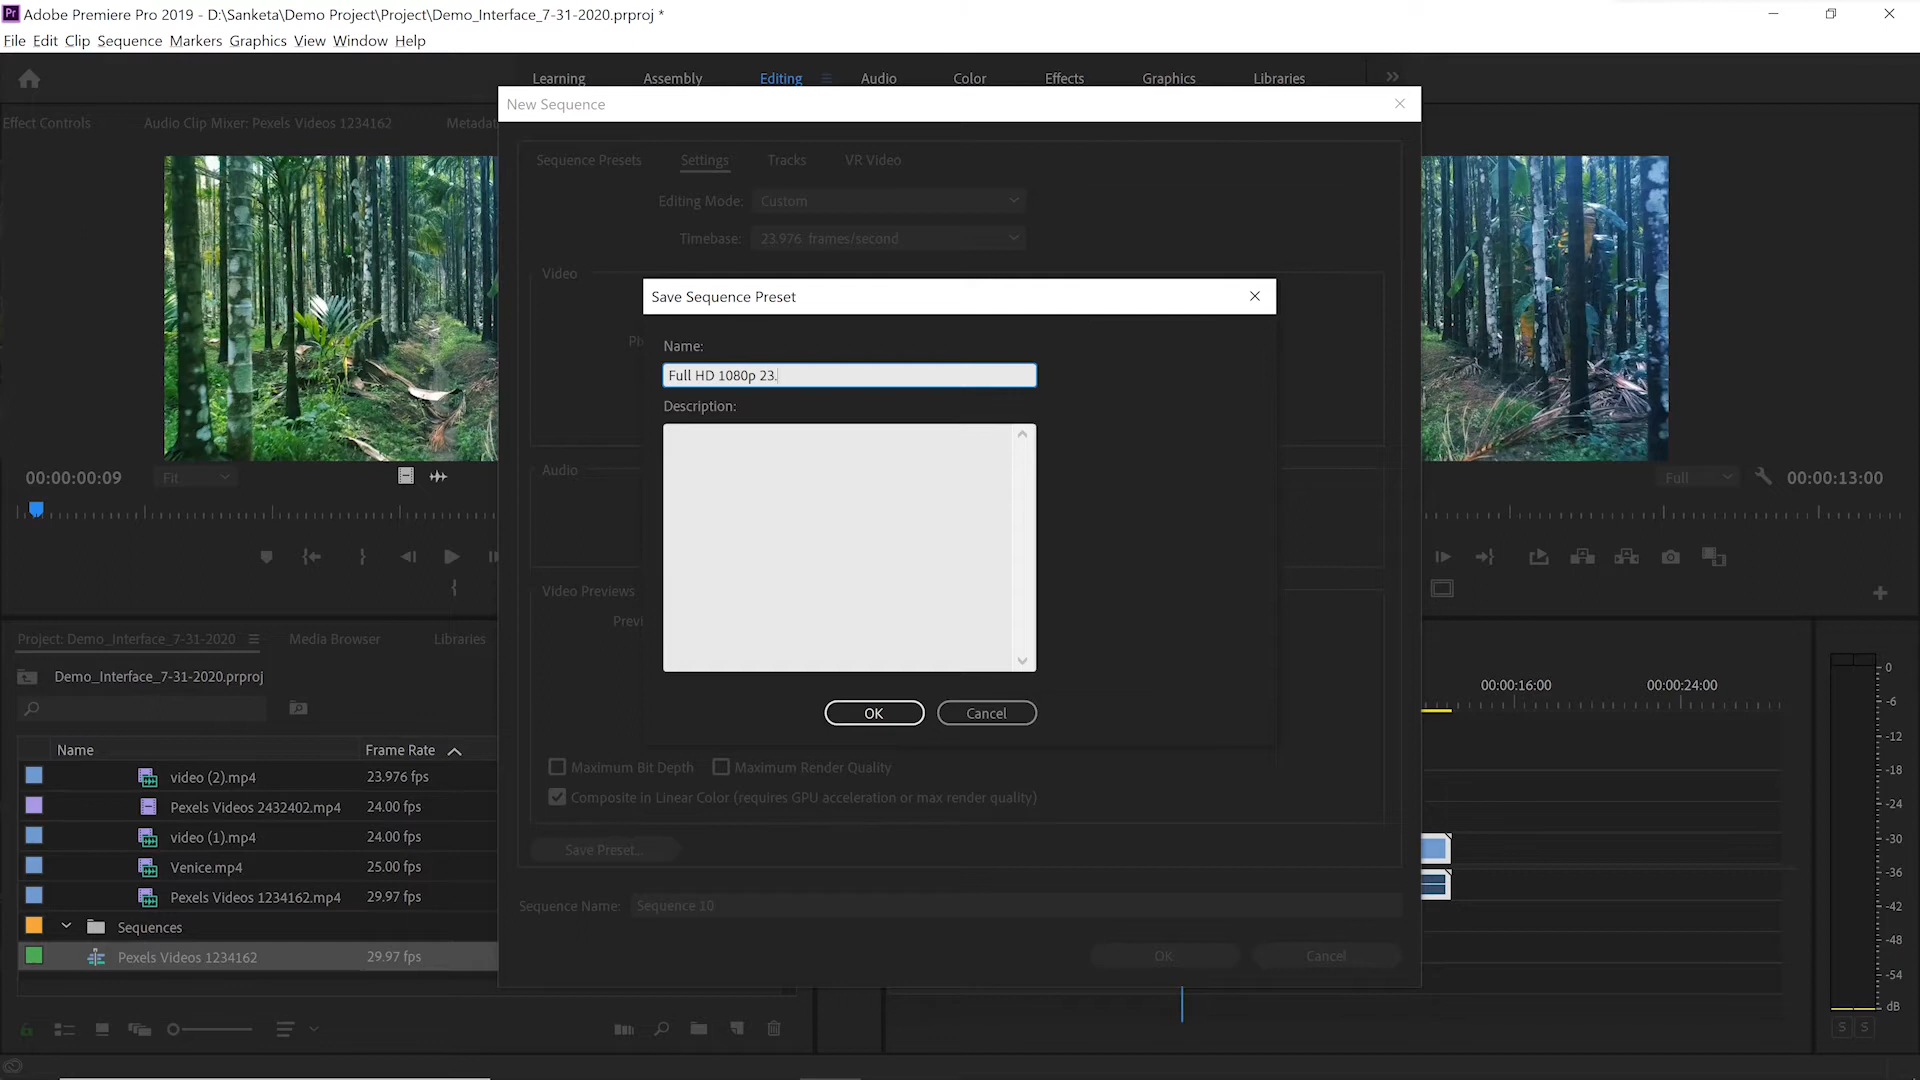 Adobe Premiere Pro 2019 - D:\Sanketa\Demo Project\Project\Demo_Interface_7-31-2020.prproj *
File Edit Clip Sequence Markers Graphics View Window Help
Learning Assembly Editing Audio Color Effects Graphics Libraries
New Sequence
Effect Controls Audio Clip Mixer: Pexels Videos 1234162
Sequence Presets Settings Tracks VR Video
Editing Mode: Custom
Timebase: 23.976 frames/second
Video
Save Sequence Preset
Name:
Full HD 1080p 23.
Description:
Audio
00:00:00:09 Fit
Full 00:00:13:00
Video Previews
OK Cancel
Maximum Bit Depth Maximum Render Quality
Composite in Linear Color (requires GPU acceleration or max render quality)
Save Preset...
Sequence Name: Sequence 10
OK Cancel
Project: Demo_Interface_7-31-2020 Media Browser Libraries
Demo_Interface_7-31-2020.prproj
Name Frame Rate
video (2).mp4 23.976 fps
Pexels Videos 2432402.mp4 24.00 fps
video (1).mp4 24.00 fps
Venice.mp4 25.00 fps
Pexels Videos 1234162.mp4 29.97 fps
Sequences
Pexels Videos 1234162 29.97 fps
00:00:16:00 00:00:24:00
0
-6
-12
-18
-24
-30
-36
-42
-48
-54
dB
S S